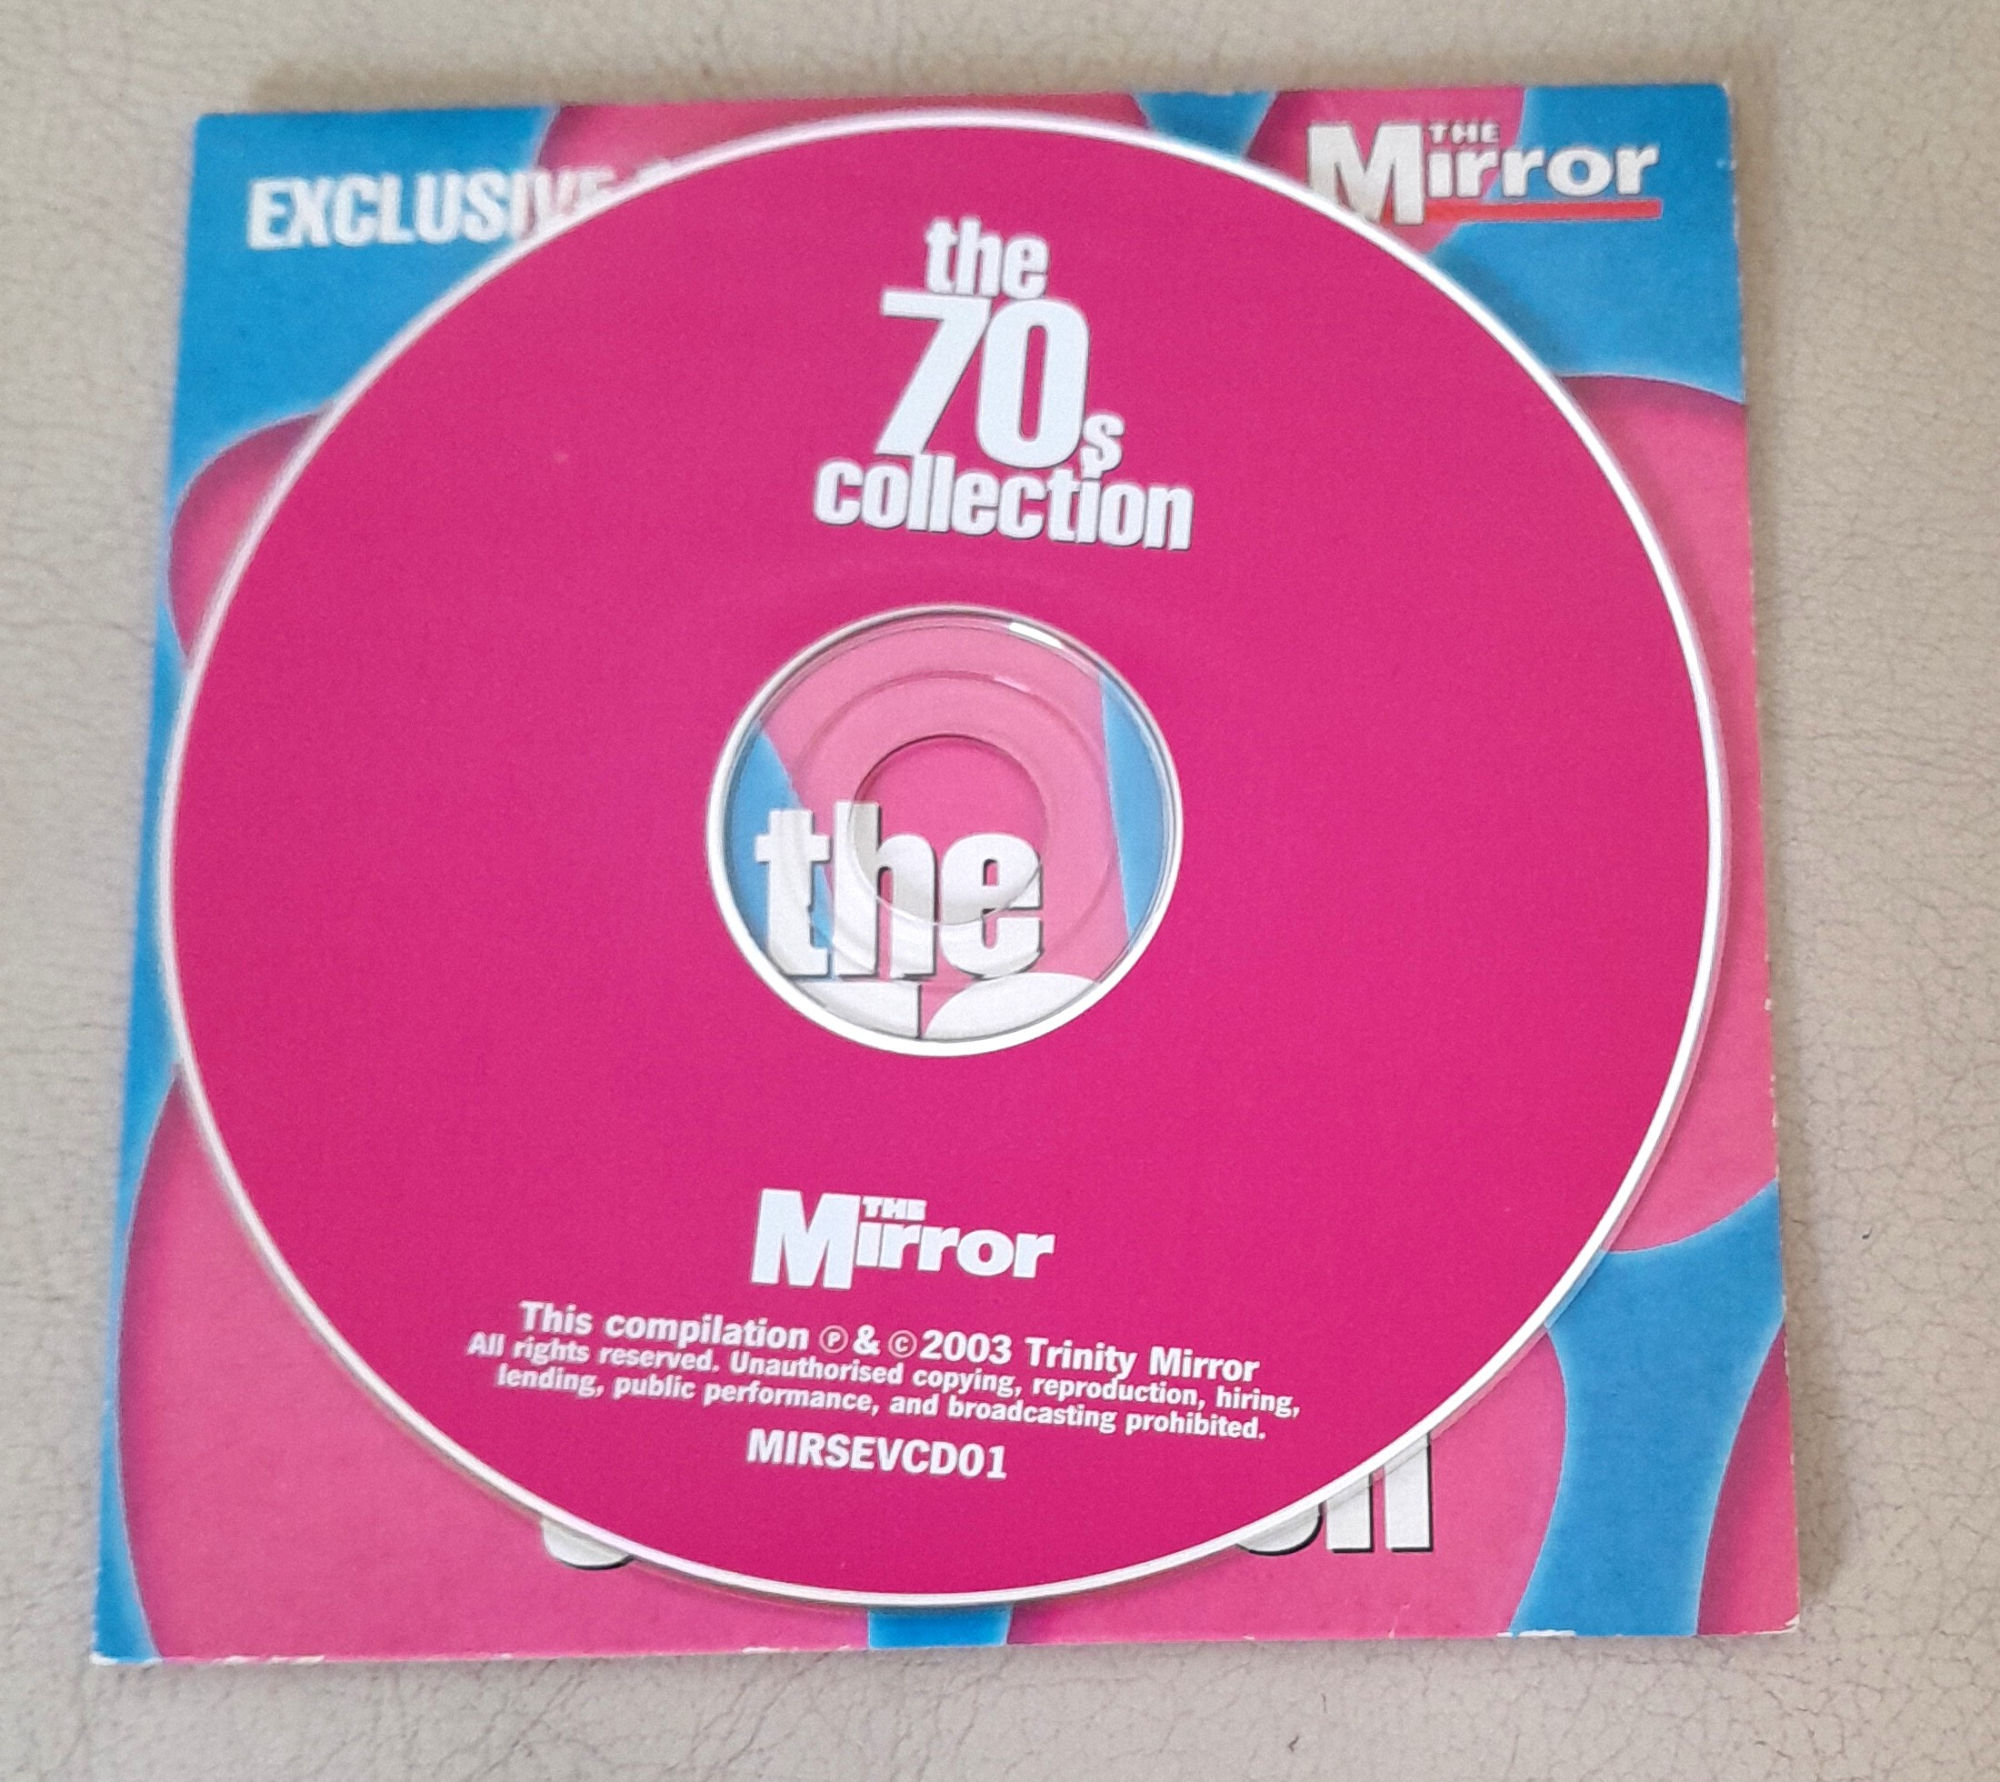 EXCLUSIVE
THE
Mirror
the
70s
collection
the
THE
Mirror
This compilation ℗ & © 2003 Trinity Mirror
All rights reserved. Unauthorised copying, reproduction, hiring,
lending, public performance, and broadcasting prohibited.
MIRSEVCD01